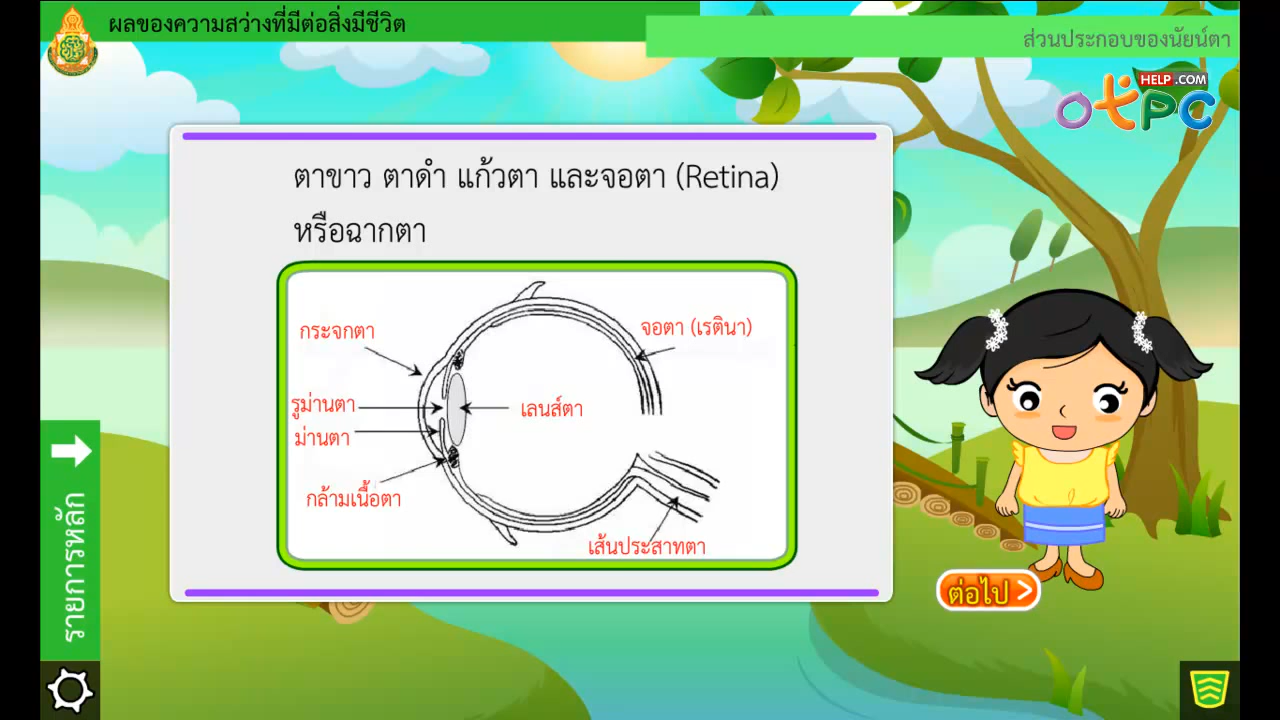 ผลของความสว่างที่มีต่อสิ่งมีชีวิต
ส่วนประกอบของนัยน์ตา
HELP.COM
OTPC
ตาขาว ตาดำ แก้วตา และจอตา (Retina)
หรือฉากตา
กระจกตา
จอตา (เรตินา)
รูม่านตา
เลนส์ตา
ม่านตา
กล้ามเนื้อตา
เส้นประสาทตา
รายการหลัก
ต่อไป >